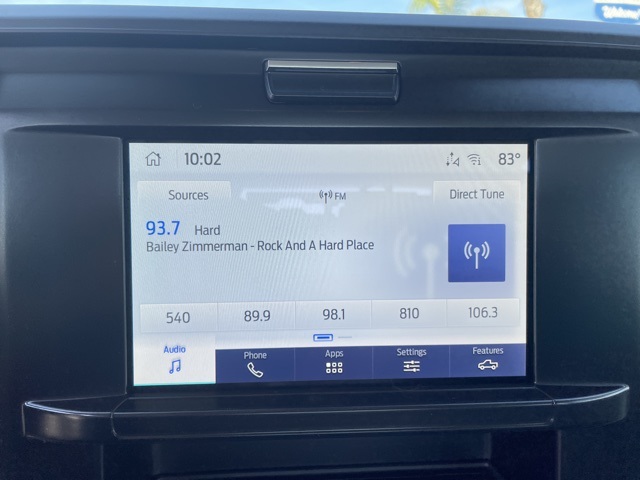 10:02 83°
Sources FM Direct Tune
93.7 Hard
Bailey Zimmerman - Rock And A Hard Place
540 89.9 98.1 810 106.3
Audio Phone Apps Settings Features